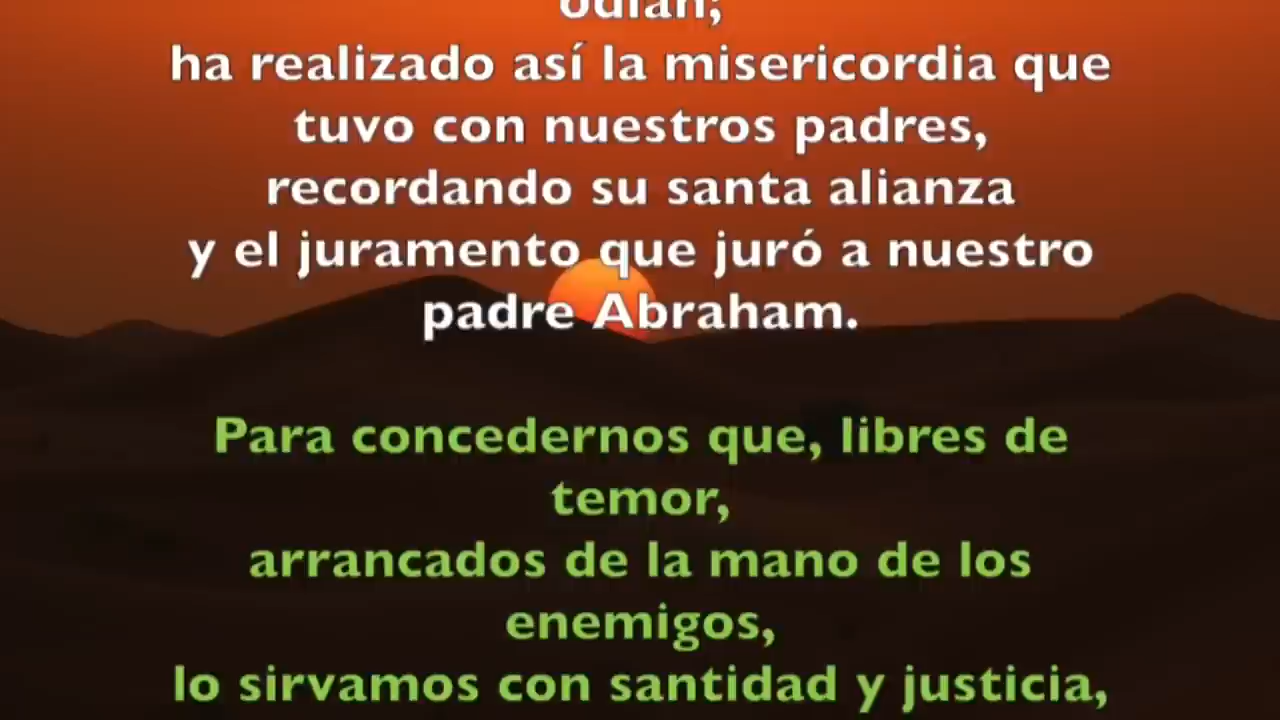 odian;
ha realizado así la misericordia que
tuvo con nuestros padres,
recordando su santa alianza
y el juramento que juró a nuestro
padre Abraham.
Para concedernos que, libres de
temor,
arrancados de la mano de los
enemigos,
lo sirvamos con santidad y justicia,